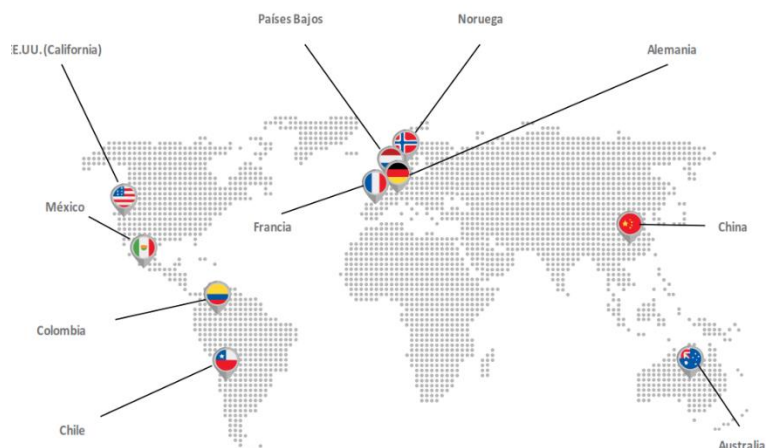 Países Bajos
Noruega
E.UU. (California)
Alemania
México
Francia
China
Colombia
Chile
Australia